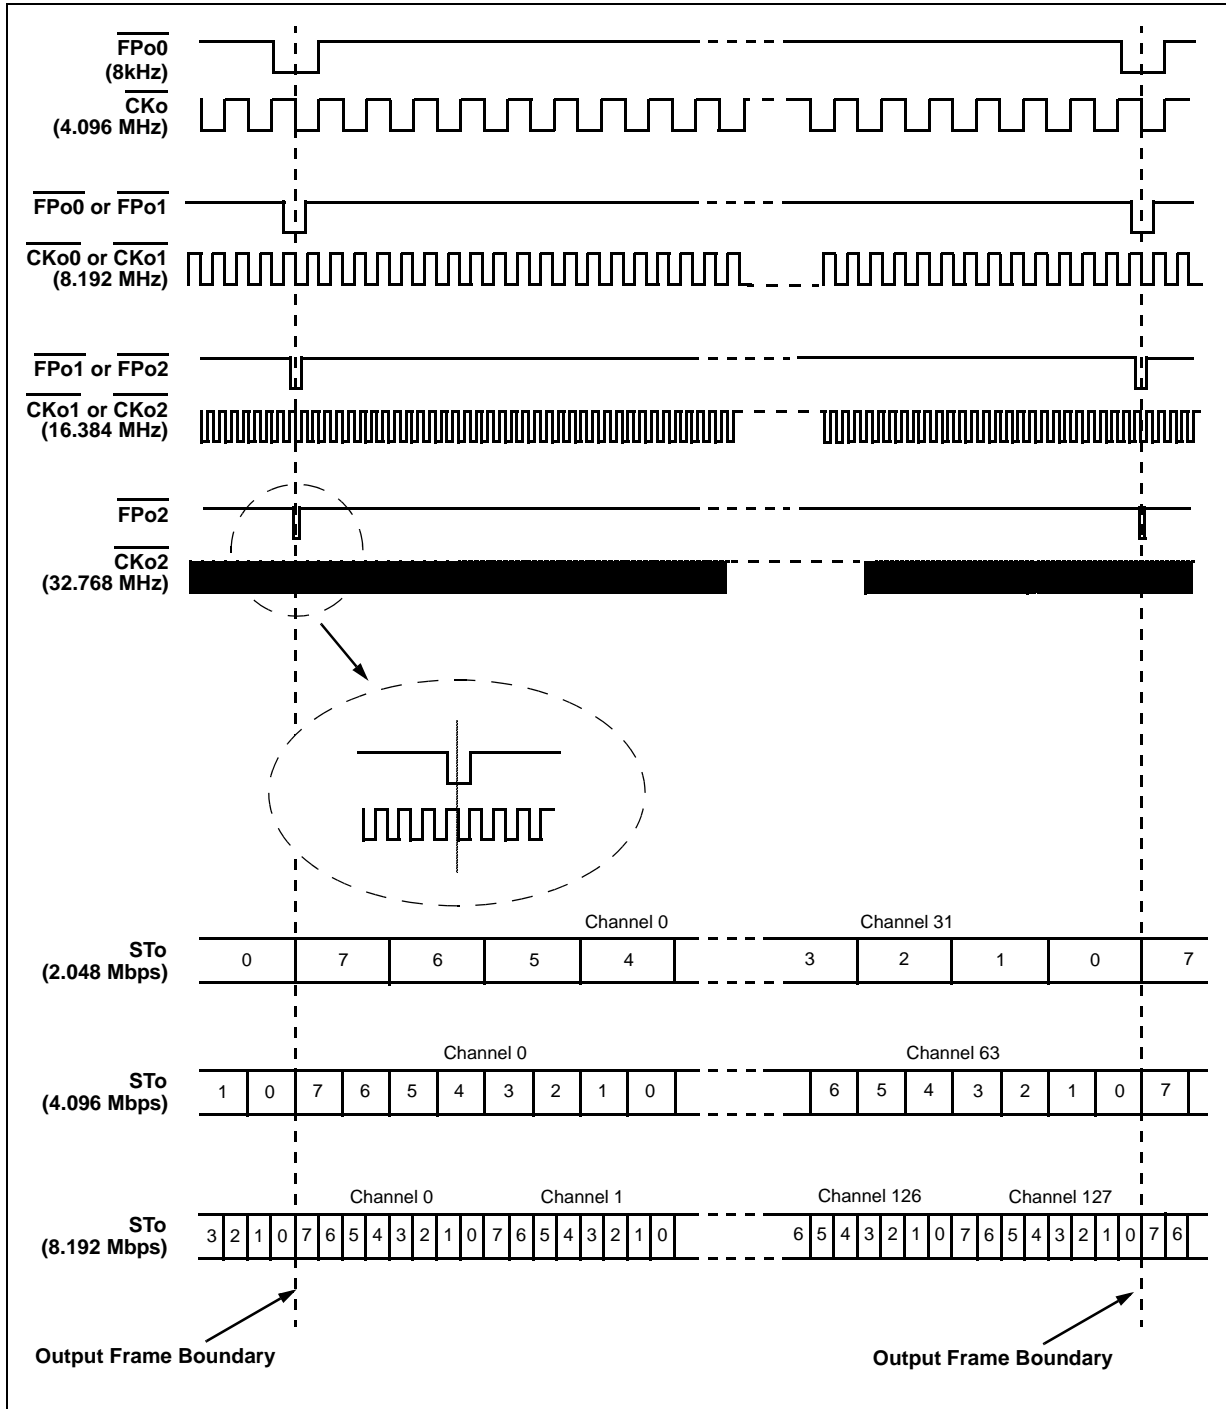 FPo0
(8kHz)
CKo
(4.096 MHz)
FPo0 or FPo1
CKo0 or CKo1
(8.192 MHz)
FPo1 or FPo2
CKo1 or CKo2
(16.384 MHz)
FPo2
CKo2
(32.768 MHz)
Channel 0 Channel 31
STo
(2.048 Mbps)
0 7 6 5 4 3 2 1 0 7
Channel 0 Channel 63
STo
(4.096 Mbps)
1 0 7 6 5 4 3 2 1 0 6 5 4 3 2 1 0 7
Channel 0 Channel 1 Channel 126 Channel 127
STo
(8.192 Mbps)
3 2 1 0 7 6 5 4 3 2 1 0 7 6 5 4 3 2 1 0 6 5 4 3 2 1 0 7 6 5 4 3 2 1 0 7 6
Output Frame Boundary
Output Frame Boundary